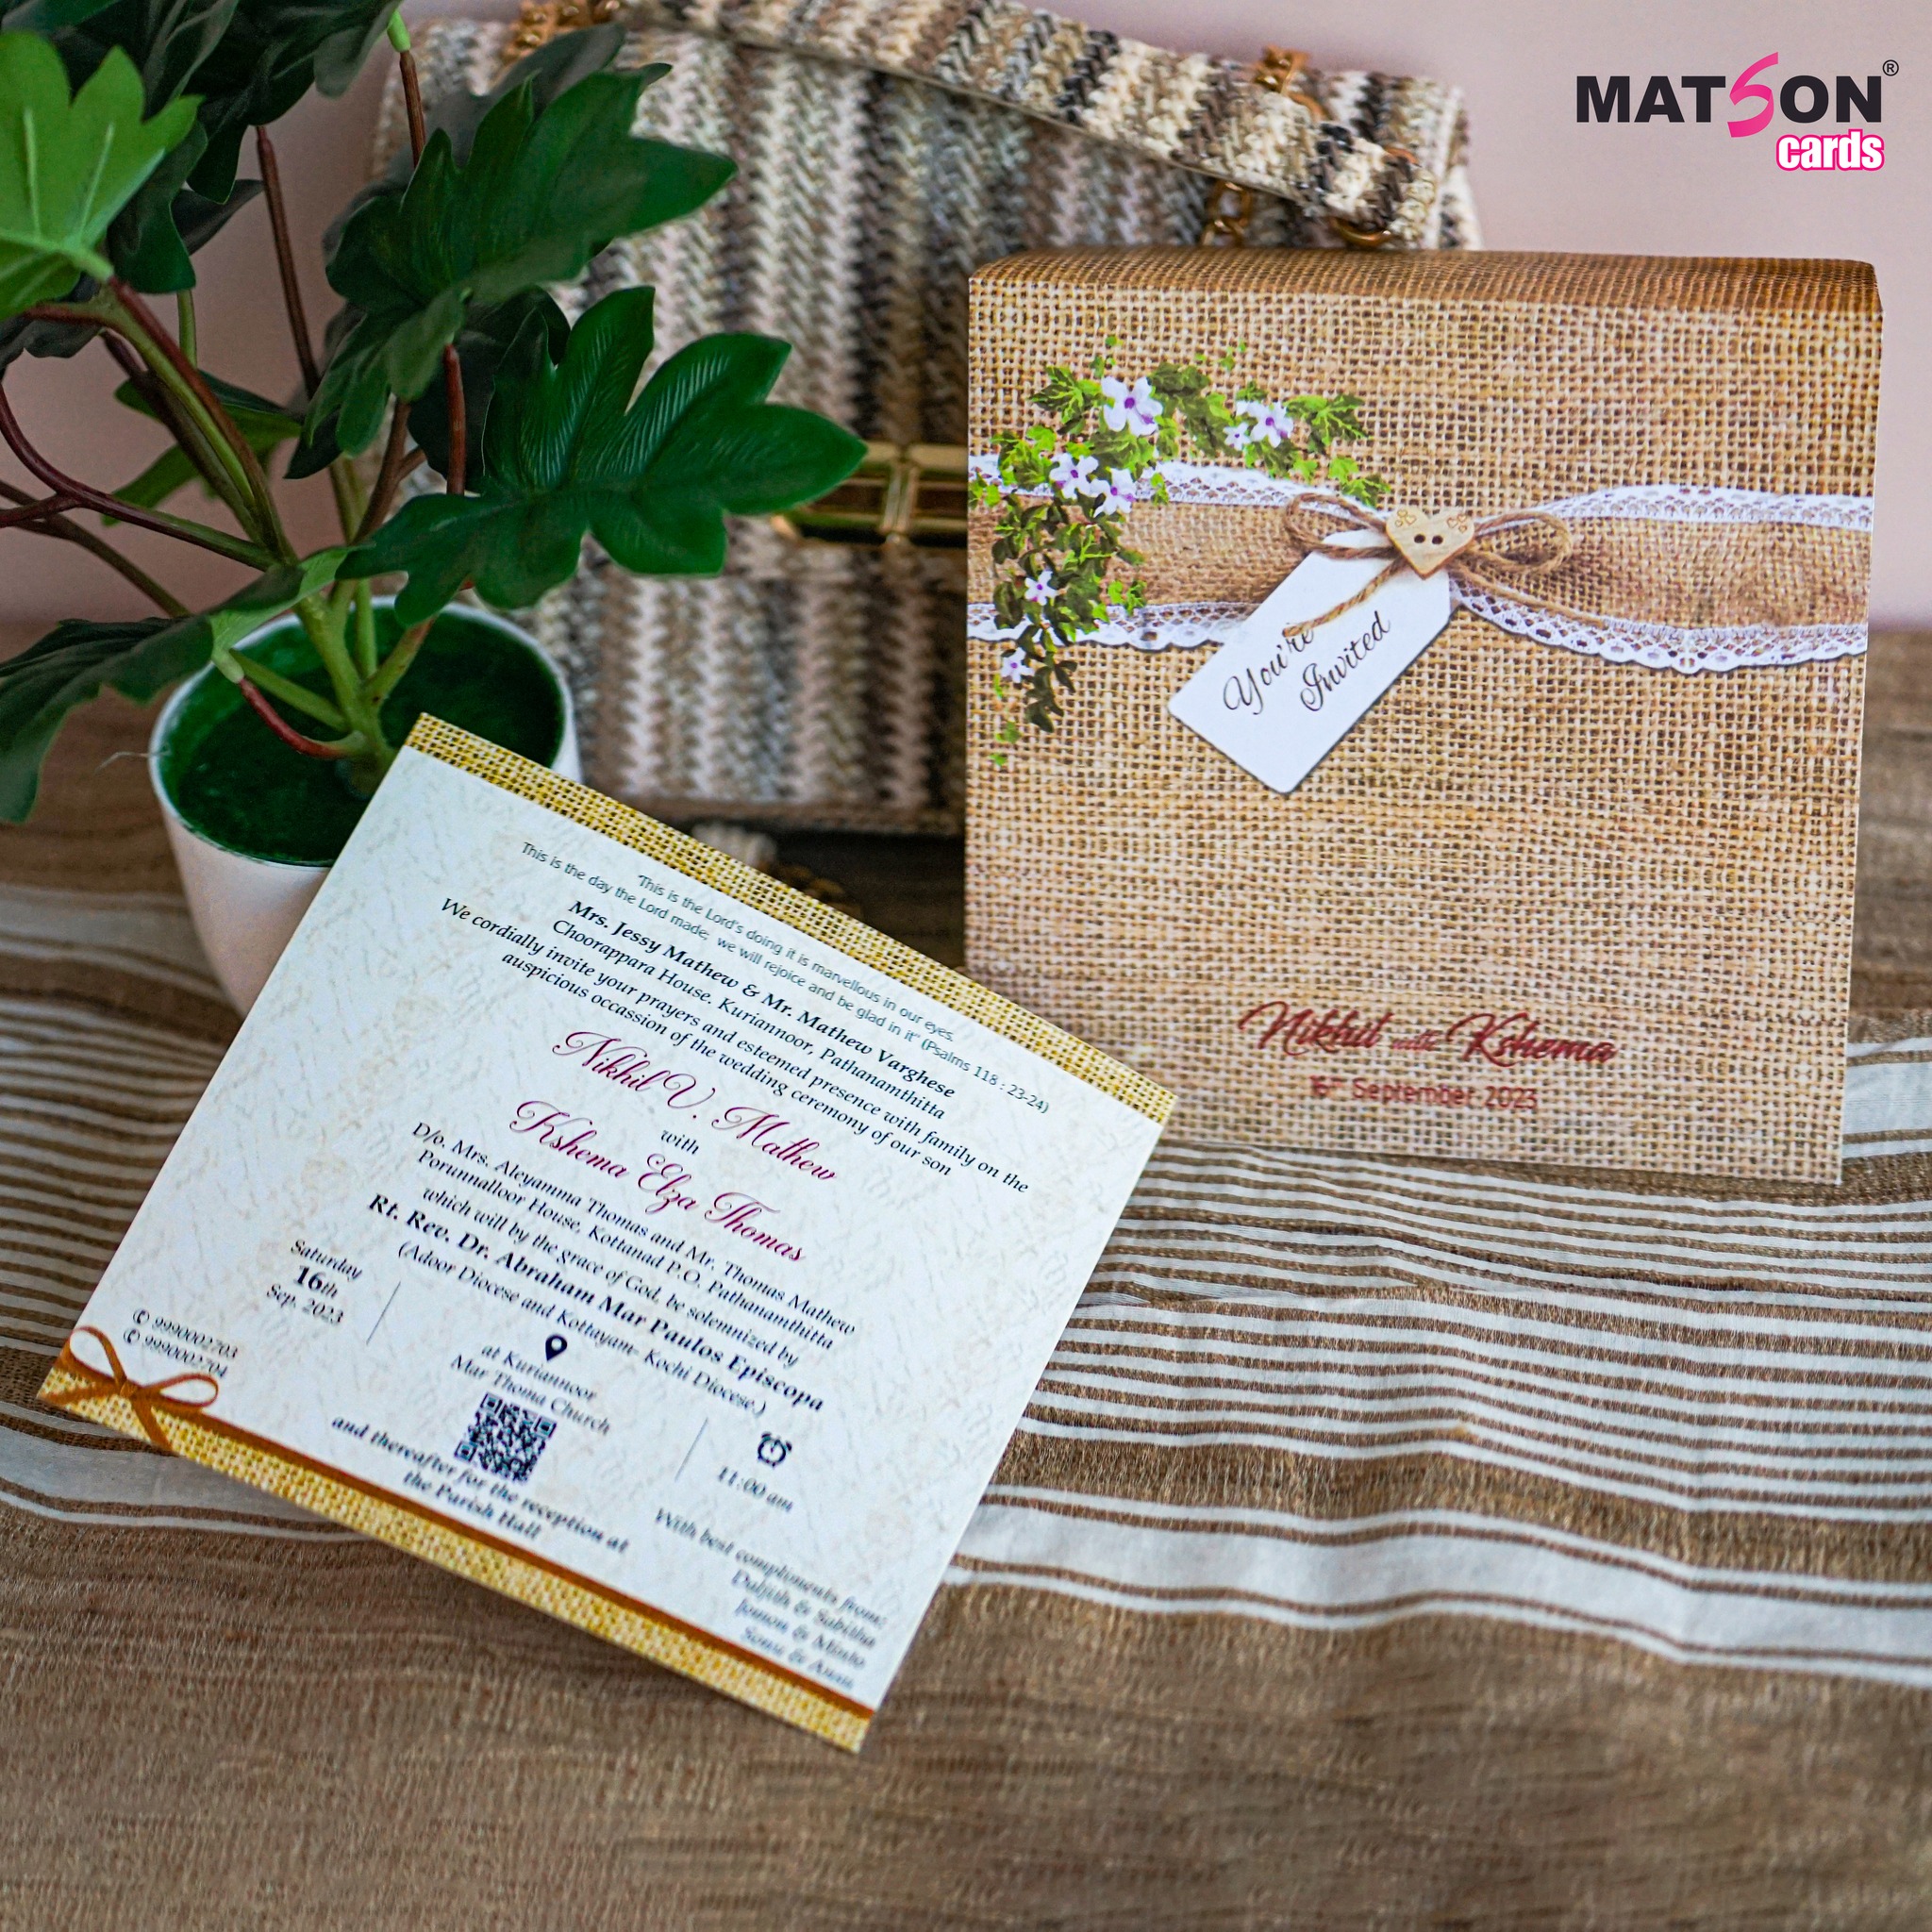 MATSON®
cards
You're
Invited
Nikhil with Kshema
16th September 2023
"This is the Lord's doing it is marvellous in our eyes.
This is the day the Lord made; we will rejoice and be glad in it" (Psalms 118 : 23-24)
Mrs. Jessy Mathew & Mr. Mathew Varghese
Choorappara House. Kuriannoor, Pathanamthitta
We cordially invite your prayers and esteemed presence with family on the
auspicious occassion of the wedding ceremony of our son
Nikhil V. Mathew
with
Kshema Elza Thomas
D/o. Mrs. Aleyamma Thomas and Mr. Thomas Mathew
Porunnalloor House, Kottanad P.O. Pathanamthitta
which will by the grace of God, be solemnized by
Rt. Rev. Dr. Abraham Mar Paulos Episcopa
(Adoor Diocese and Kottayam- Kochi Diocese.)
Saturday
16th
Sep. 2023
at Kuriannoor
Mar Thoma Church
11:00 am
and thereafter for the reception at
the Parish Hall
9990002703
9990002704
With best compliments from:
Daljith & Sabitha
Jomon & Minto